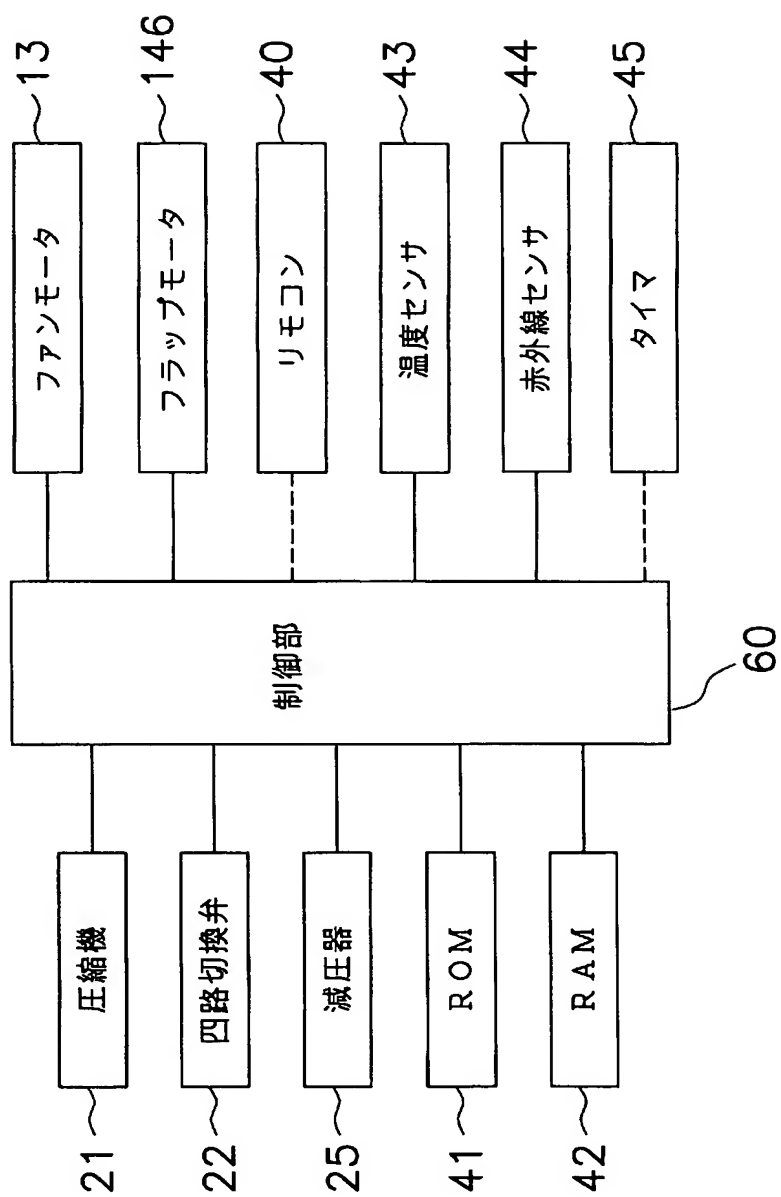 ファンモータ 13
フラップモータ 146
リモコン 40
温度センサ 43
赤外線センサ 44
タイマ 45
制御部
60
21 圧縮機
22 四路切換弁
25 減圧器
41 ROM
42 RAM